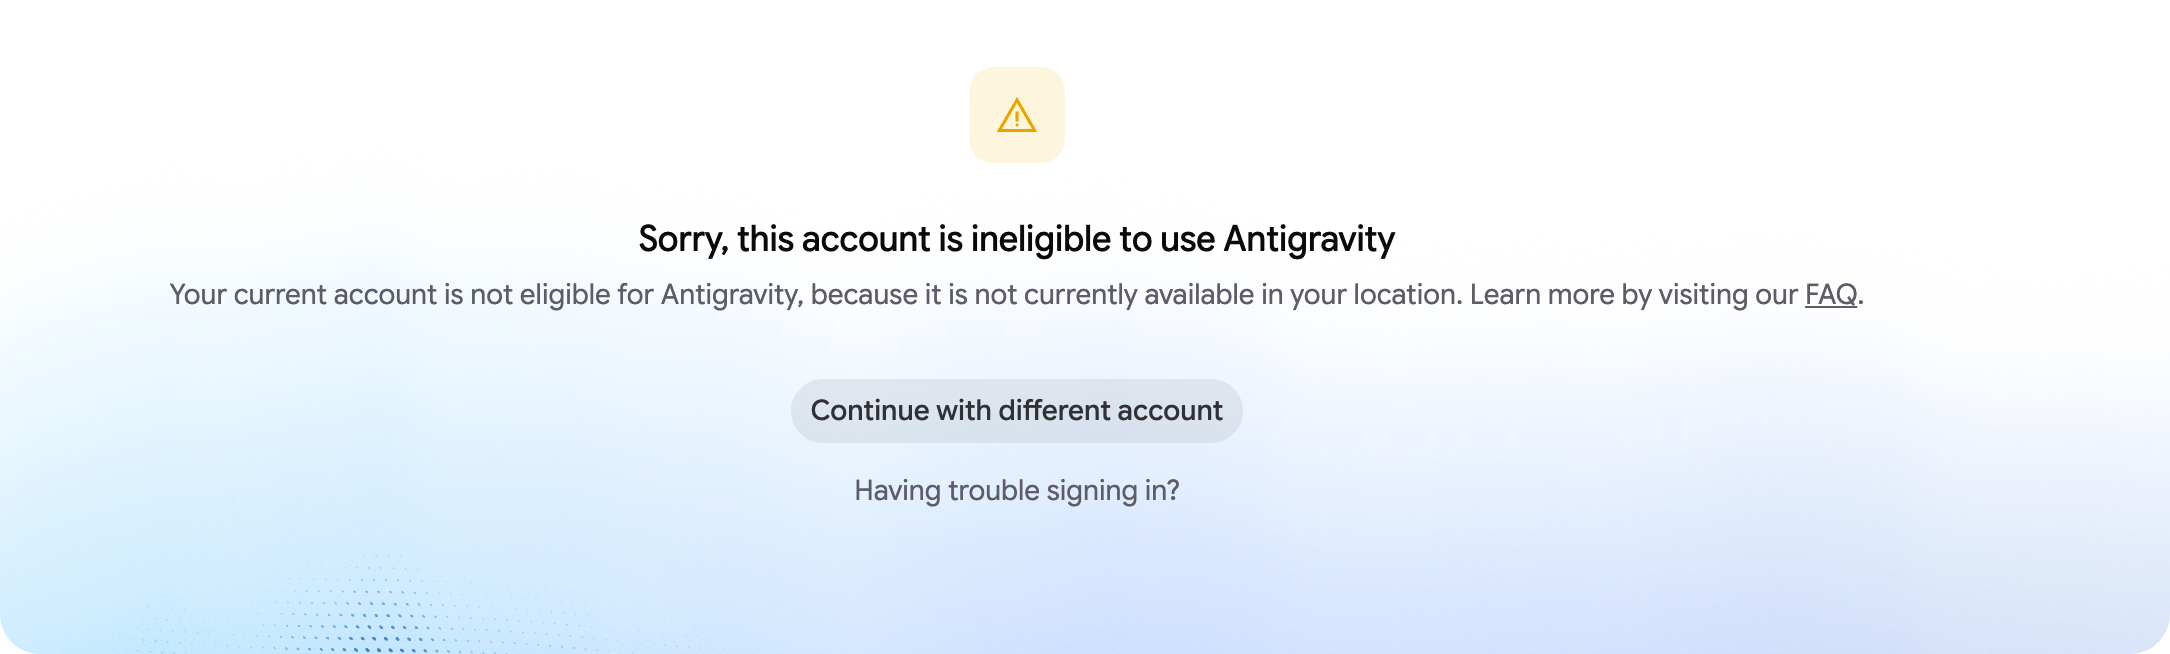 Sorry, this account is ineligible to use Antigravity
Your current account is not eligible for Antigravity, because it is not currently available in your location. Learn more by visiting our FAQ.
Continue with different account
Having trouble signing in?